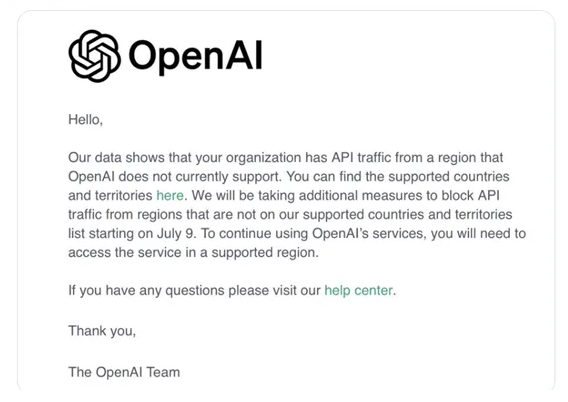 OpenAI
Hello,
Our data shows that your organization has API traffic from a region that
OpenAI does not currently support. You can find the supported countries
and territories here. We will be taking additional measures to block API
traffic from regions that are not on our supported countries and territories
list starting on July 9. To continue using OpenAI's services, you will need to
access the service in a supported region.
If you have any questions please visit our help center.
Thank you,
The OpenAI Team